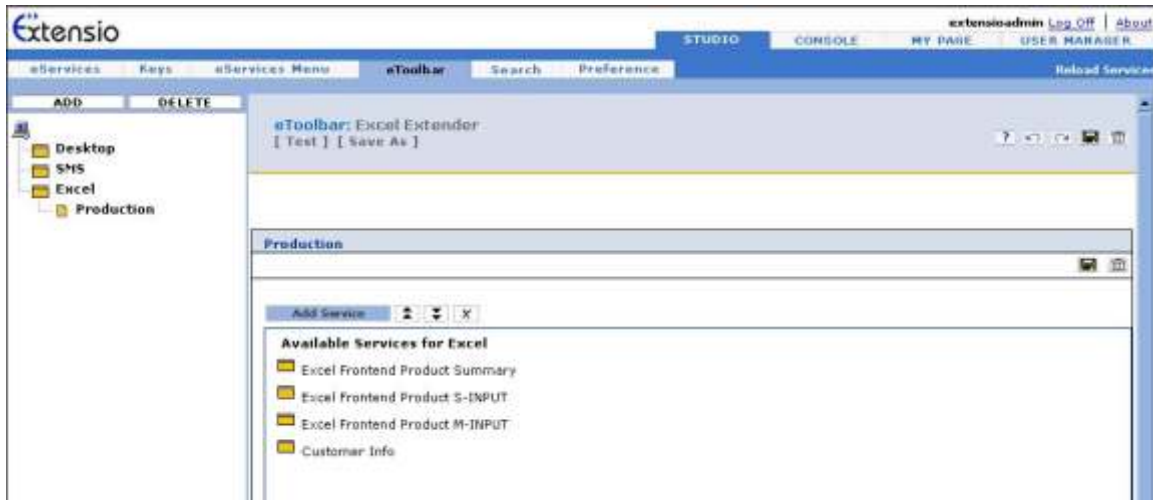 Extensio
extensioadmin Log Off | About
STUDIO CONSOLE MY PAGE USER MANAGER
eServices Keys eServices Menu eToolbar Search Preference Reload Services
ADD DELETE
Desktop
SMS
Excel
Production
eToolbar: Excel Extender
[ Test ] [ Save As ]
?
Production
Add Service X
Available Services for Excel
Excel Frontend Product Summary
Excel Frontend Product S-INPUT
Excel Frontend Product M-INPUT
Customer Info